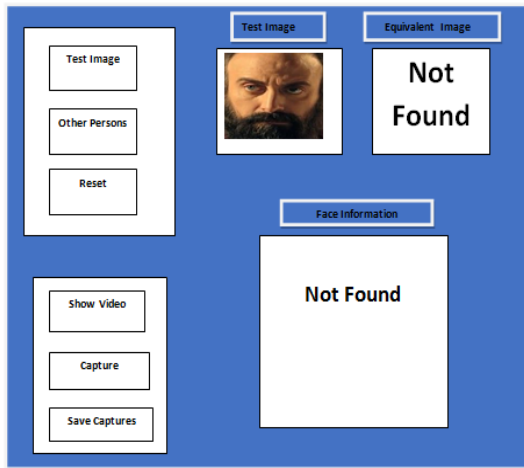 Test Image
Other Persons
Reset
Show Video
Capture
Save Captures
Test Image
Equivalent Image
Not
Found
Face Information
Not Found